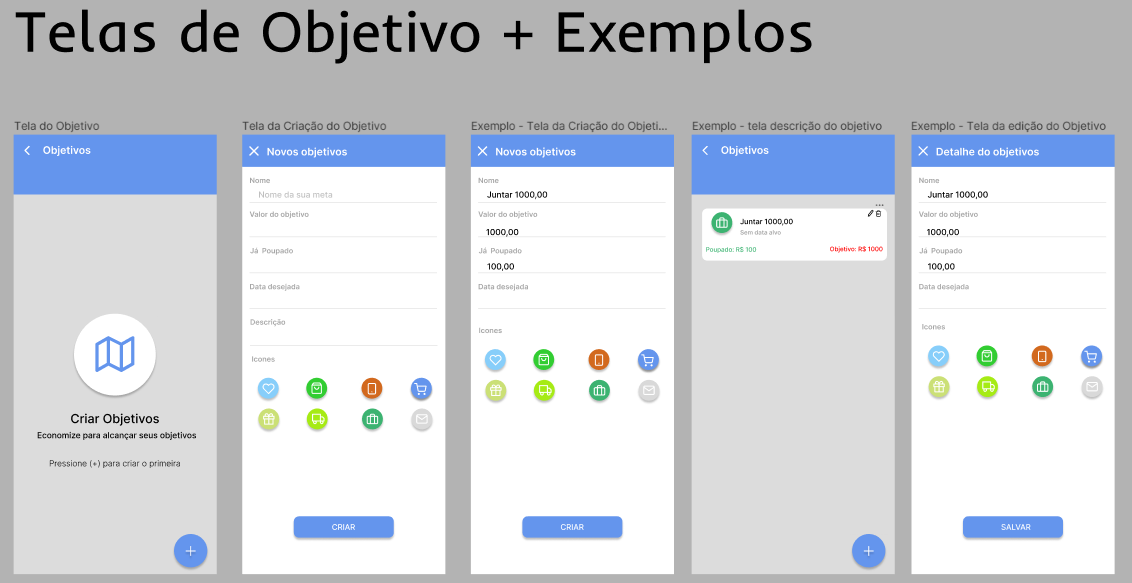 Telas de Objetivo + Exemplos
Tela do Objetivo
Objetivos
Criar Objetivos
Economize para alcançar seus objetivos
Pressione (+) para criar o primeira
Tela da Criação do Objetivo
Novos objetivos
Nome
Nome da sua meta
Valor do objetivo
Já Poupado
Data desejada
Descrição
Icones
CRIAR
Exemplo - Tela da Criação do Objeti...
Novos objetivos
Nome
Juntar 1000,00
Valor do objetivo
1000,00
Já Poupado
100,00
Data desejada
Icones
CRIAR
Exemplo - tela descrição do objetivo
Objetivos
Juntar 1000,00
Sem data alvo
Poupado: R$ 100
Objetivo: R$ 1000
Exemplo - Tela da edição do Objetivo
Detalhe do objetivos
Nome
Juntar 1000,00
Valor do objetivo
1000,00
Já Poupado
100,00
Data desejada
Icones
SALVAR